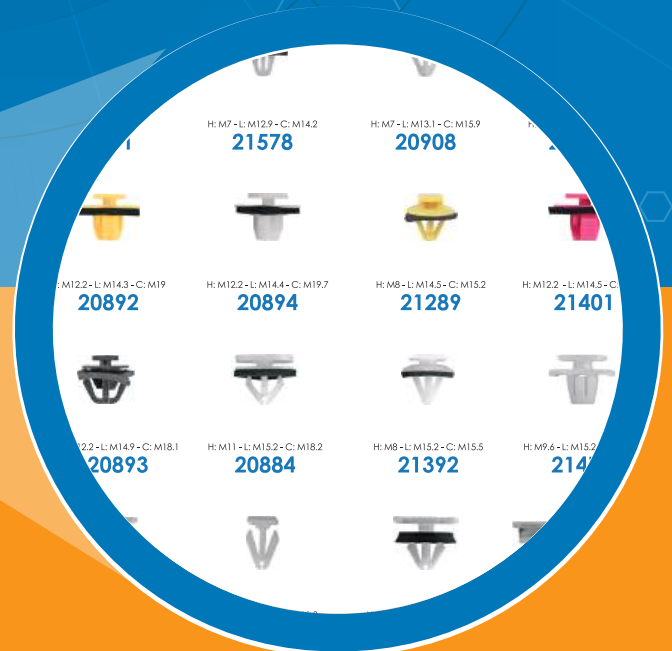 H: M7 - L: M12.9 - C: M14.2
21578
H: M7 - L: M13.1 - C: M15.9
20908
: M12.2 - L: M14.3 - C: M19
20892
H: M12.2 - L: M14.4 - C: M19.7
20894
H: M8 - L: M14.5 - C: M15.2
21289
H: M12.2 - L: M14.5 - C.
21401
2.2 - L: M14.9 - C: M18.1
20893
H: M11 - L: M15.2 - C: M18.2
20884
H: M8 - L: M15.2 - C: M15.5
21392
H: M9.6 - L: M15.2
214